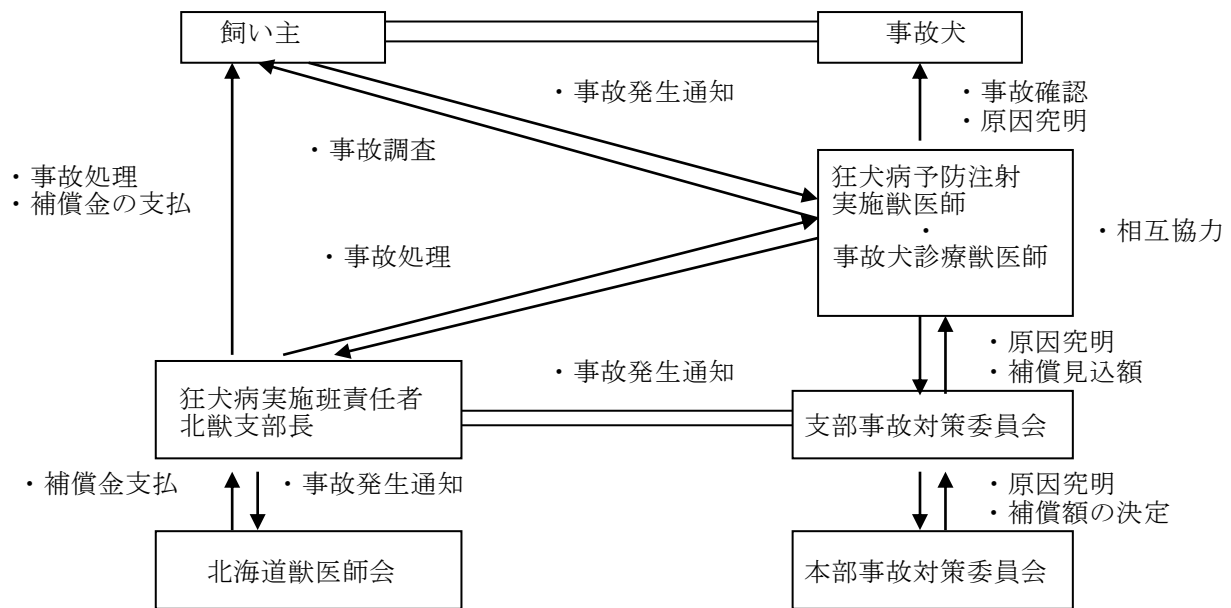 飼い主
事故犬
・事故発生通知
・事故確認
・原因究明
・事故調査
・事故処理
・補償金の支払
狂犬病予防注射
実施獣医師
・
事故犬診療獣医師
・相互協力
・事故処理
・事故発生通知
・原因究明
・補償見込額
狂犬病実施班責任者
北獣支部長
支部事故対策委員会
・補償金支払
・事故発生通知
・原因究明
・補償額の決定
北海道獣医師会
本部事故対策委員会